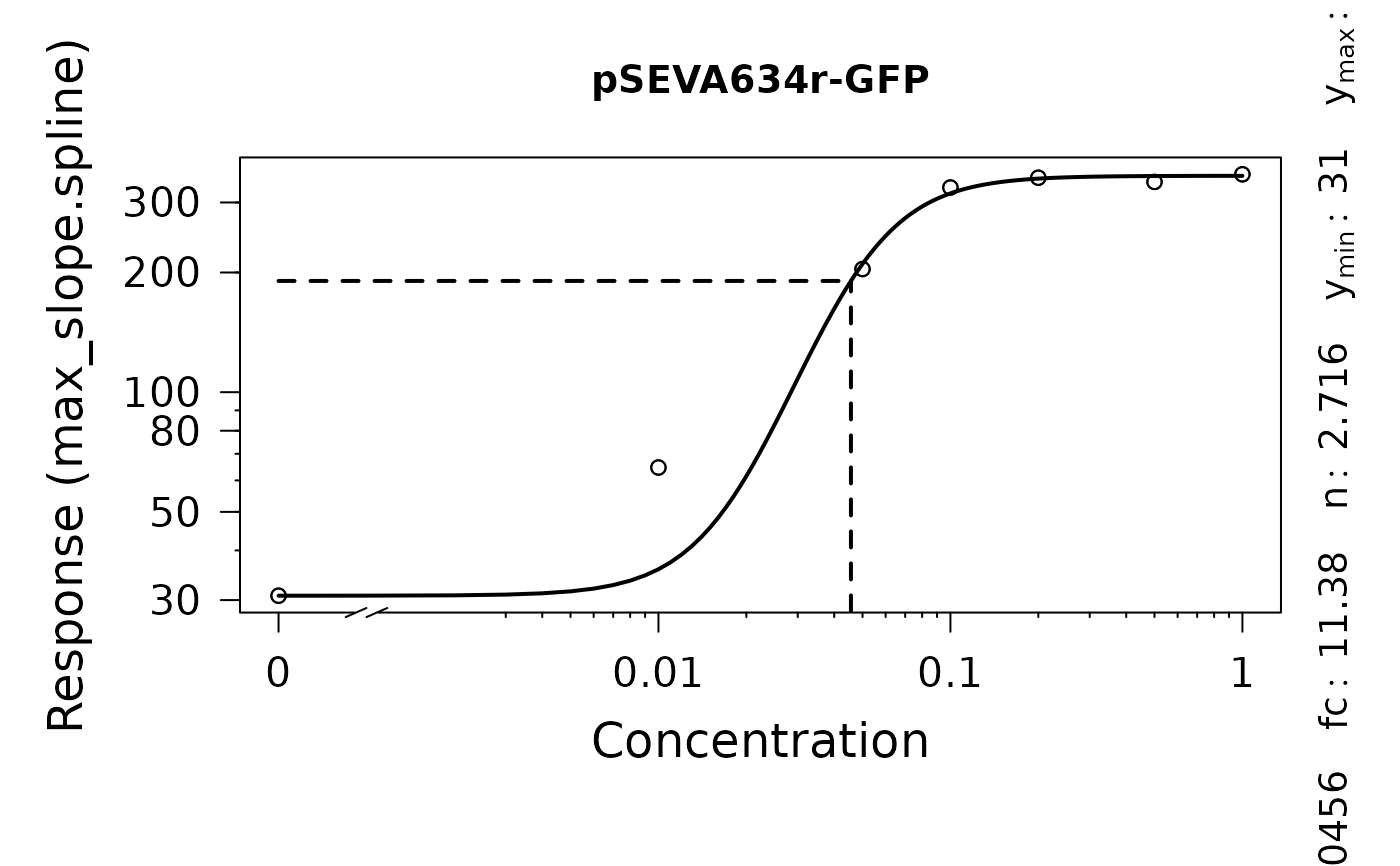 pSEVA634r-GFP
Response (max_slope.spline)
300
200
100
80
50
30
0 0.01 0.1 1
Concentration
0456 fc: 11.38 n: 2.716 ymin: 31 ymax: